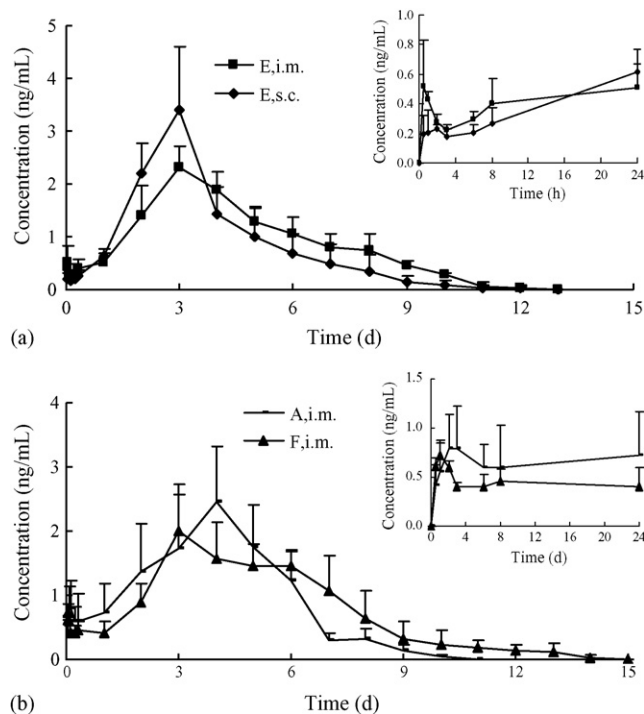 5
4
3
2
1
0
Concentration (ng/mL)
E,i.m.
E,s.c.
1.0
0.8
0.6
0.4
0.2
0.0
Concenration (ng/mL)
0 4 8 12 16 20 24
Time (h)
0 3 6 9 12 15
Time (d)
(a)
4
3
2
1
0
Concentration (ng/mL)
A,i.m.
F,i.m.
1.5
1.0
0.5
0.0
Concentration (ng/mL)
0 4 8 12 16 20 24
Time (d)
0 3 6 9 12 15
Time (d)
(b)